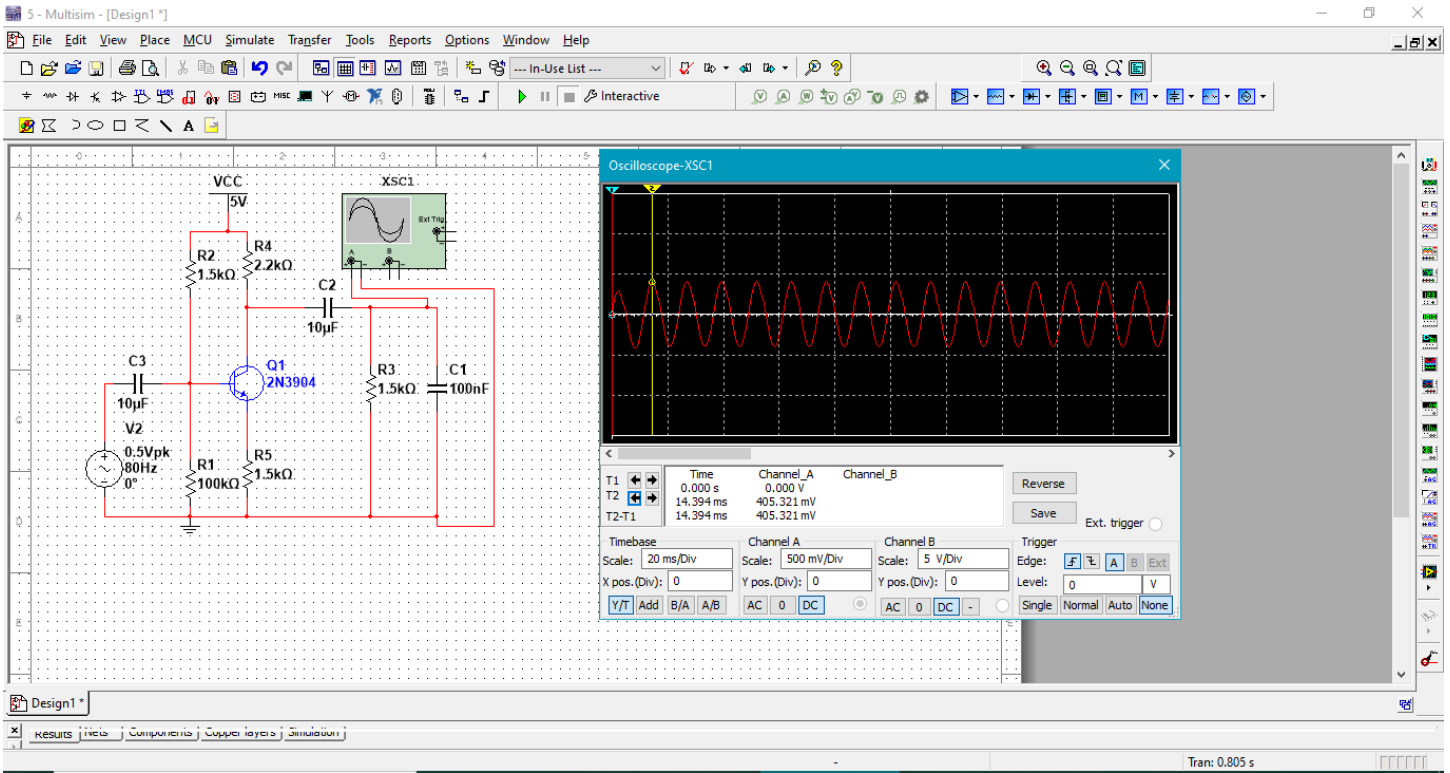 5 - Multisim - [Design1 *]
File Edit View Place MCU Simulate Transfer Tools Reports Options Window Help
--- In-Use List ---
Interactive
0 1 2 3 4 5
VCC
5V
XSC1
Ext Trig
A B
R2
1.5kΩ
R4
2.2kΩ
C2
10µF
C3
10µF
Q1
2N3904
R3
1.5kΩ
C1
100nF
V2
0.5Vpk
80Hz
0°
R1
100kΩ
R5
1.5kΩ
Oscilloscope-XSC1
Time Channel_A Channel_B
T1 0.000 s 0.000 V
T2 14.394 ms 405.321 mV
T2-T1 14.394 ms 405.321 mV
Reverse
Save
Ext. trigger
Timebase Channel A Channel B Trigger
Scale: 20 ms/Div Scale: 500 mV/Div Scale: 5 V/Div Edge: A B Ext
X pos.(Div): 0 Y pos.(Div): 0 Y pos.(Div): 0 Level: 0 V
Y/T Add B/A A/B AC 0 DC AC 0 DC - Single Normal Auto None
Design1 *
Results Nets Components Copper layers Simulation
Tran: 0.805 s